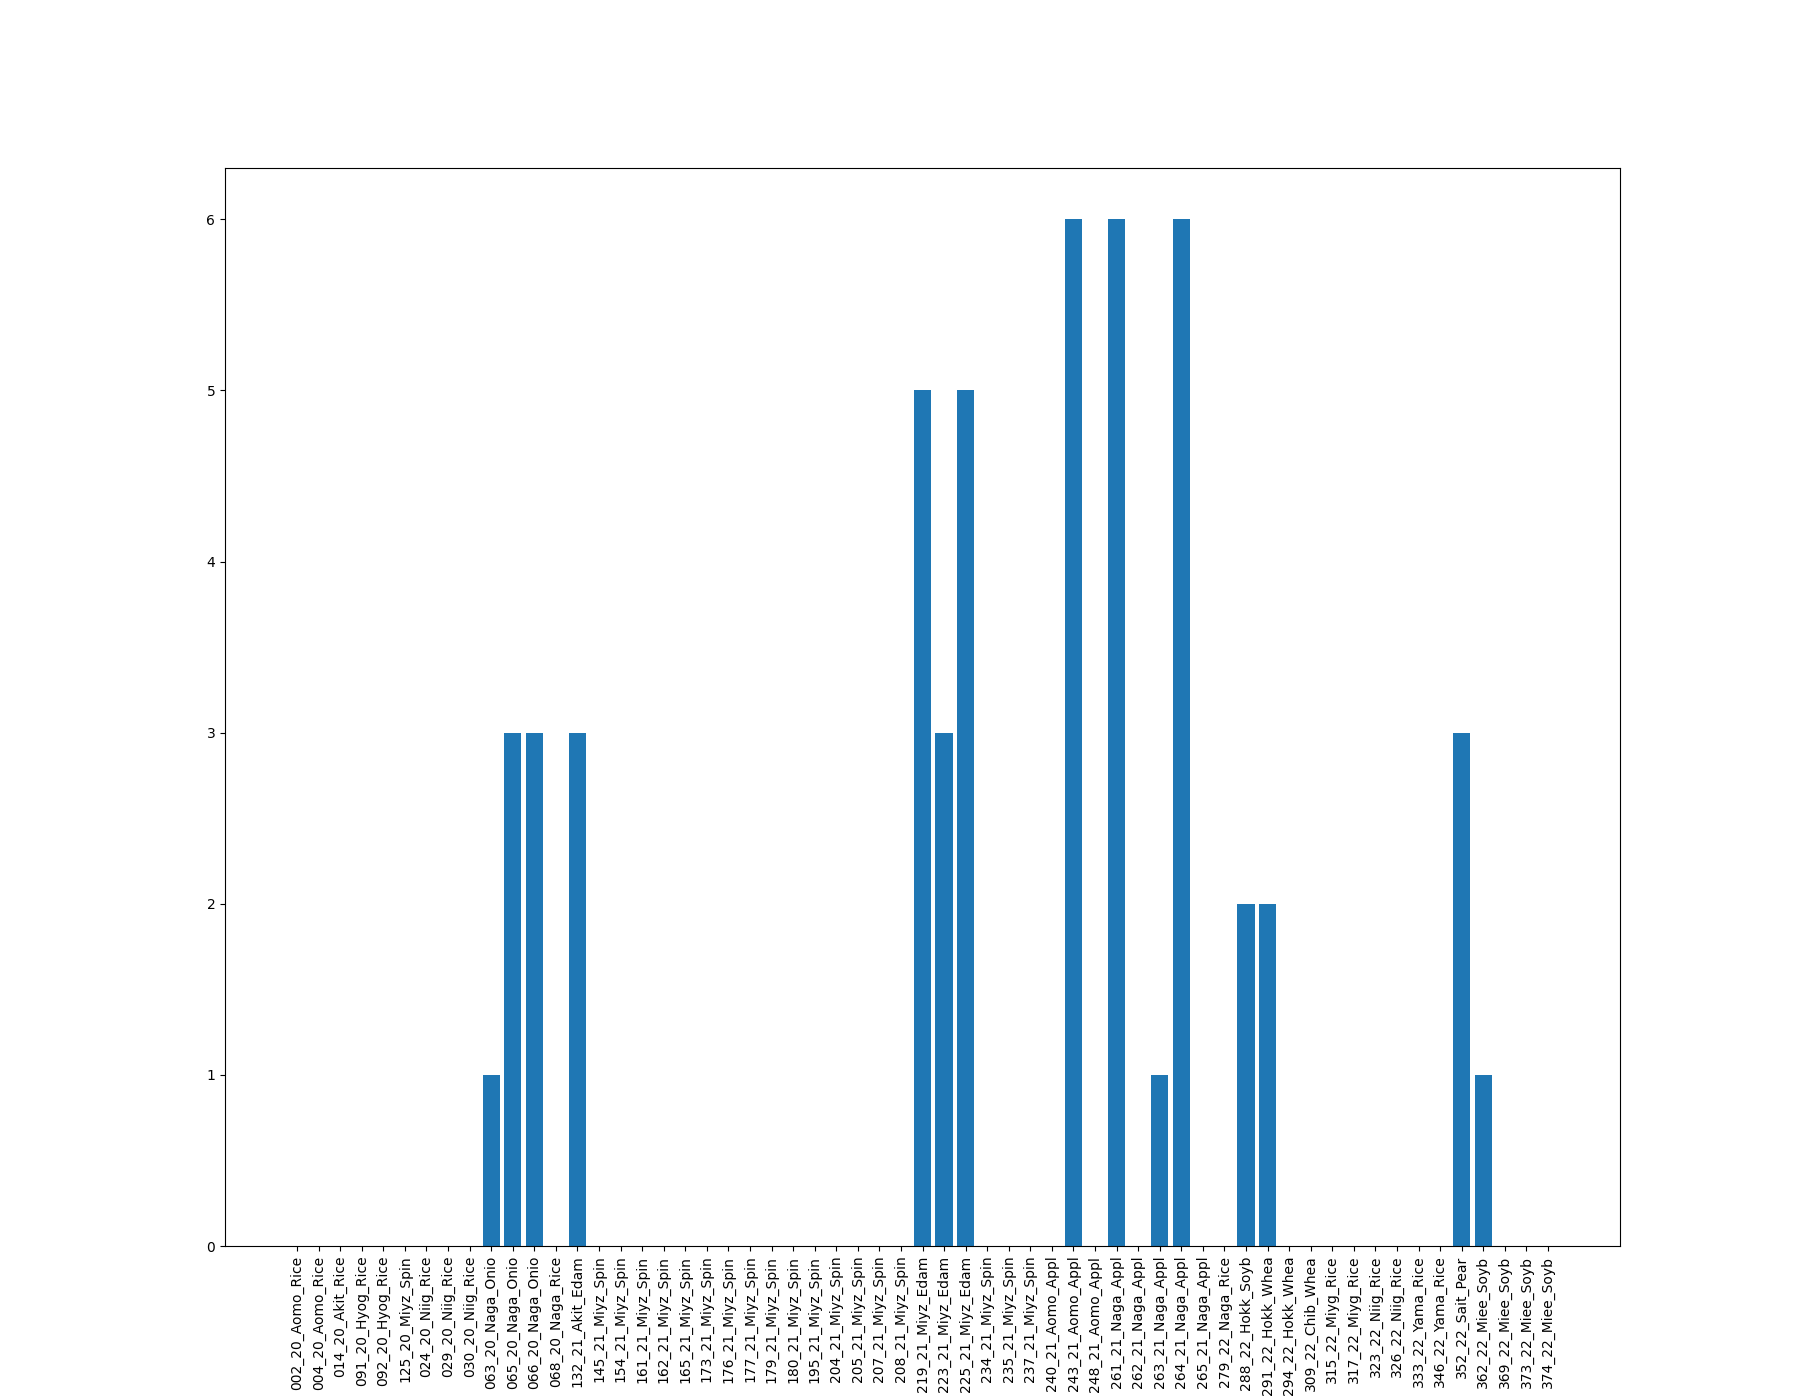 6
5
4
3
2
1
0
002_20_Aomo_Rice
004_20_Aomo_Rice
014_20_Akit_Rice
091_20_Hyog_Rice
092_20_Hyog_Rice
125_20_Miyz_Spin
024_20_Niig_Rice
029_20_Niig_Rice
030_20_Niig_Rice
063_20_Naga_Onio
065_20_Naga_Onio
066_20_Naga_Onio
068_20_Naga_Rice
132_21_Akit_Edam
145_21_Miyz_Spin
154_21_Miyz_Spin
161_21_Miyz_Spin
162_21_Miyz_Spin
165_21_Miyz_Spin
173_21_Miyz_Spin
176_21_Miyz_Spin
177_21_Miyz_Spin
179_21_Miyz_Spin
180_21_Miyz_Spin
195_21_Miyz_Spin
204_21_Miyz_Spin
205_21_Miyz_Spin
207_21_Miyz_Spin
208_21_Miyz_Spin
219_21_Miyz_Edam
223_21_Miyz_Edam
225_21_Miyz_Edam
234_21_Miyz_Spin
235_21_Miyz_Spin
237_21_Miyz_Spin
240_21_Aomo_Appl
243_21_Aomo_Appl
248_21_Aomo_Appl
261_21_Naga_Appl
262_21_Naga_Appl
263_21_Naga_Appl
264_21_Naga_Appl
265_21_Naga_Appl
279_22_Naga_Rice
288_22_Hokk_Soyb
291_22_Hokk_Whea
294_22_Hokk_Whea
309_22_Chib_Whea
315_22_Miyg_Rice
317_22_Miyg_Rice
323_22_Niig_Rice
326_22_Niig_Rice
333_22_Yama_Rice
346_22_Yama_Rice
352_22_Sait_Pear
362_22_Miee_Soyb
369_22_Miee_Soyb
373_22_Miee_Soyb
374_22_Miee_Soyb